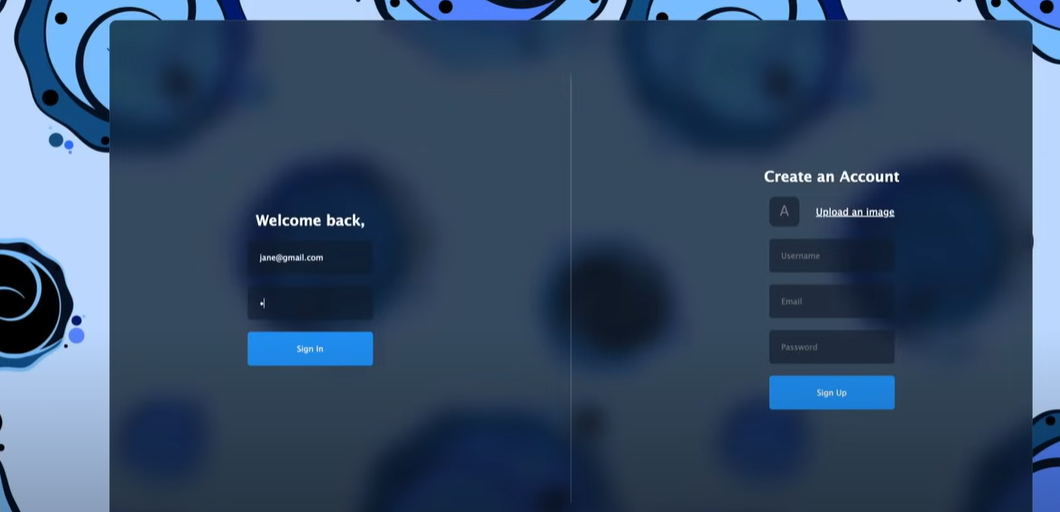 Welcome back,
jane@gmail.com
•
Sign In
Create an Account
A
Upload an image
Username
Email
Password
Sign Up